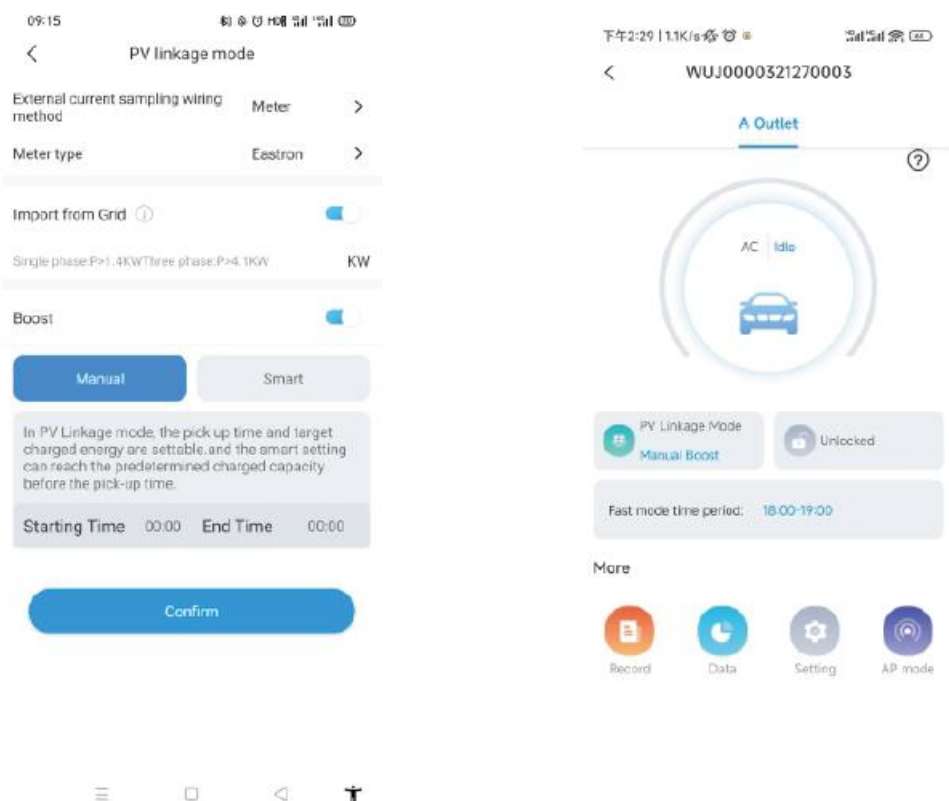 09:15
PV linkage mode
External current sampling wiring
method
Meter
Meter type
Eastron
Import from Grid
Single phase:P>1.4KWThree phase:P>4.1KW
KW
Boost
Manual
Smart
In PV Linkage mode, the pick up time and target
charged energy are settable,and the smart setting
can reach the predetermined charged capacity
before the pick-up time.
Starting Time 00:00 End Time 00:00
Confirm
下午2:29 | 1.1K/s
WUJ0000321270003
A Outlet
AC Idle
PV Linkage Mode
Manual Boost
Unlocked
Fast mode time period: 18:00-19:00
More
Record
Data
Setting
AP mode